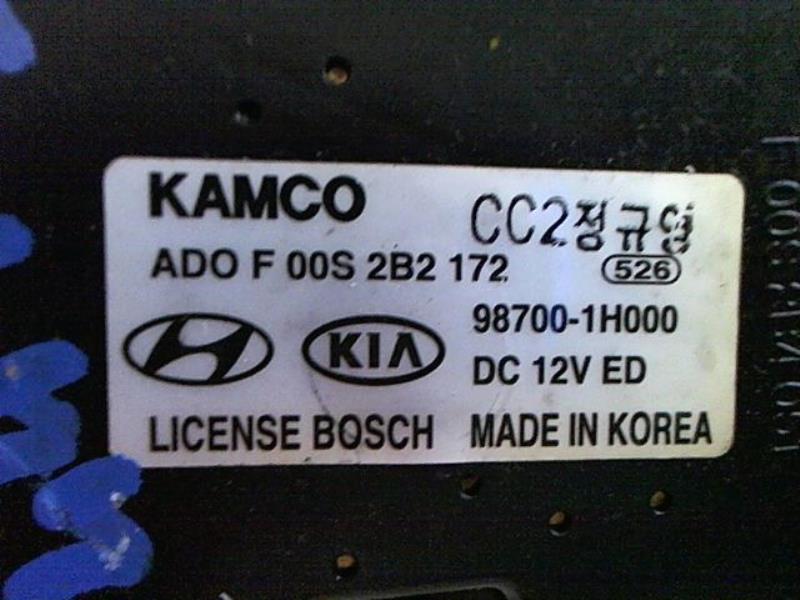 KAMCO
CC2정규일
ADO F 00S 2B2 172
526
98700-1H000
KIA
DC 12V ED
LICENSE BOSCH
MADE IN KOREA